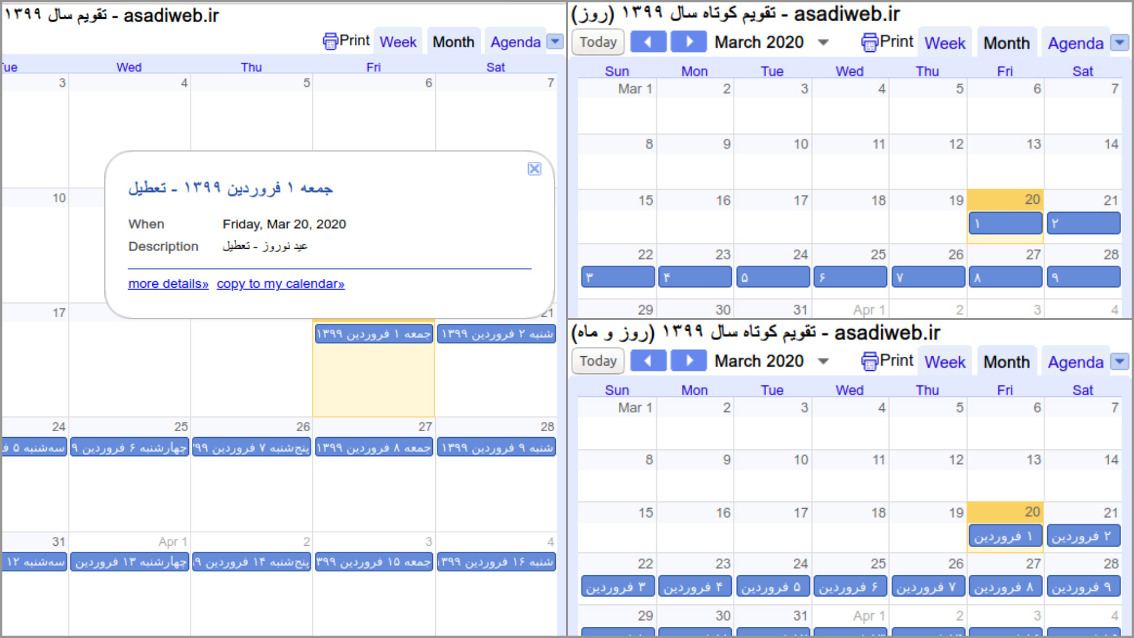 تقویم سال ۱۳۹۹ - asadiweb.ir
Print Week Month Agenda
Wed Thu Fri Sat
3 4 5 6 7
جمعه ۱ فروردین ۱۳۹۹ - تعطیل
When Friday, Mar 20, 2020
Description عید نوروز - تعطیل
more details» copy to my calendar»
10
17 21
جمعه ۱ فروردین ۱۳۹۹ شنبه ۲ فروردین ۱۳۹۹
24 25 26 27 28
سه‌شنبه ۵ چهارشنبه ۶ فروردین پنج‌شنبه ۷ فروردین جمعه ۸ فروردین ۱۳۹۹ شنبه ۹ فروردین ۱۳۹۹
31 Apr 1 2 3 4
سه‌شنبه ۱۲ چهارشنبه ۱۳ فروردین پنج‌شنبه ۱۴ فروردین جمعه ۱۵ فروردین شنبه ۱۶ فروردین
تقویم کوتاه سال ۱۳۹۹ (روز) - asadiweb.ir
Today March 2020 Print Week Month Agenda
Sun Mon Tue Wed Thu Fri Sat
Mar 1 2 3 4 5 6 7
8 9 10 11 12 13 14
15 16 17 18 19 20 21
۱ ۲
22 23 24 25 26 27 28
۳ ۴ ۵ ۶ ۷ ۸ ۹
29 30 31 Apr 1 2 3 4
تقویم کوتاه سال ۱۳۹۹ (روز و ماه) - asadiweb.ir
Today March 2020 Print Week Month Agenda
Sun Mon Tue Wed Thu Fri Sat
Mar 1 2 3 4 5 6 7
8 9 10 11 12 13 14
15 16 17 18 19 20 21
۱ فروردین ۲ فروردین
22 23 24 25 26 27 28
۳ فروردین ۴ فروردین ۵ فروردین ۶ فروردین ۷ فروردین ۸ فروردین ۹ فروردین
29 30 31 Apr 1 2 3 4